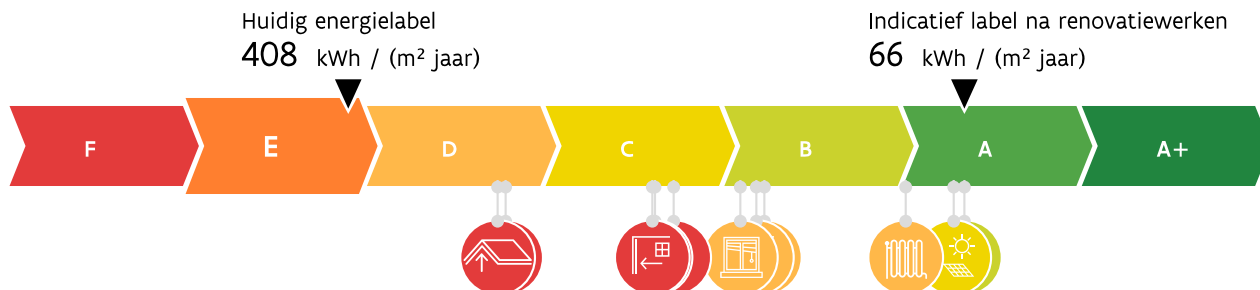 Huidig energielabel
408 kWh / (m² jaar)
Indicatief label na renovatiewerken
66 kWh / (m² jaar)
F E D C B A A+